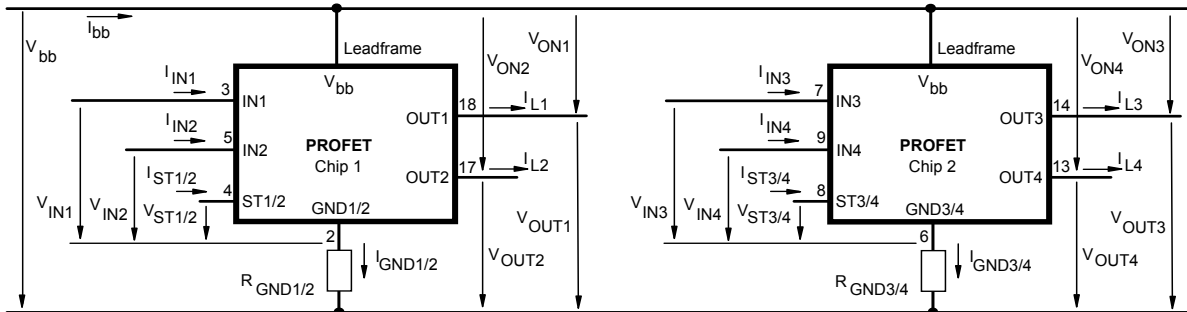 I bb
V bb
Leadframe
V bb
I IN1
3
IN1
I IN2
5
IN2
I ST1/2
4
ST1/2
V IN1
V IN2
V ST1/2
PROFET
Chip 1
GND1/2
2
OUT1
18
I L1
OUT2
17
I L2
V ON2
V ON1
V OUT1
V OUT2
I GND1/2
R GND1/2
Leadframe
V bb
I IN3
7
IN3
I IN4
9
IN4
I ST3/4
8
ST3/4
V IN3
V IN4
V ST3/4
PROFET
Chip 2
GND3/4
6
OUT3
14
I L3
OUT4
13
I L4
V ON4
V ON3
V OUT3
V OUT4
I GND3/4
R GND3/4